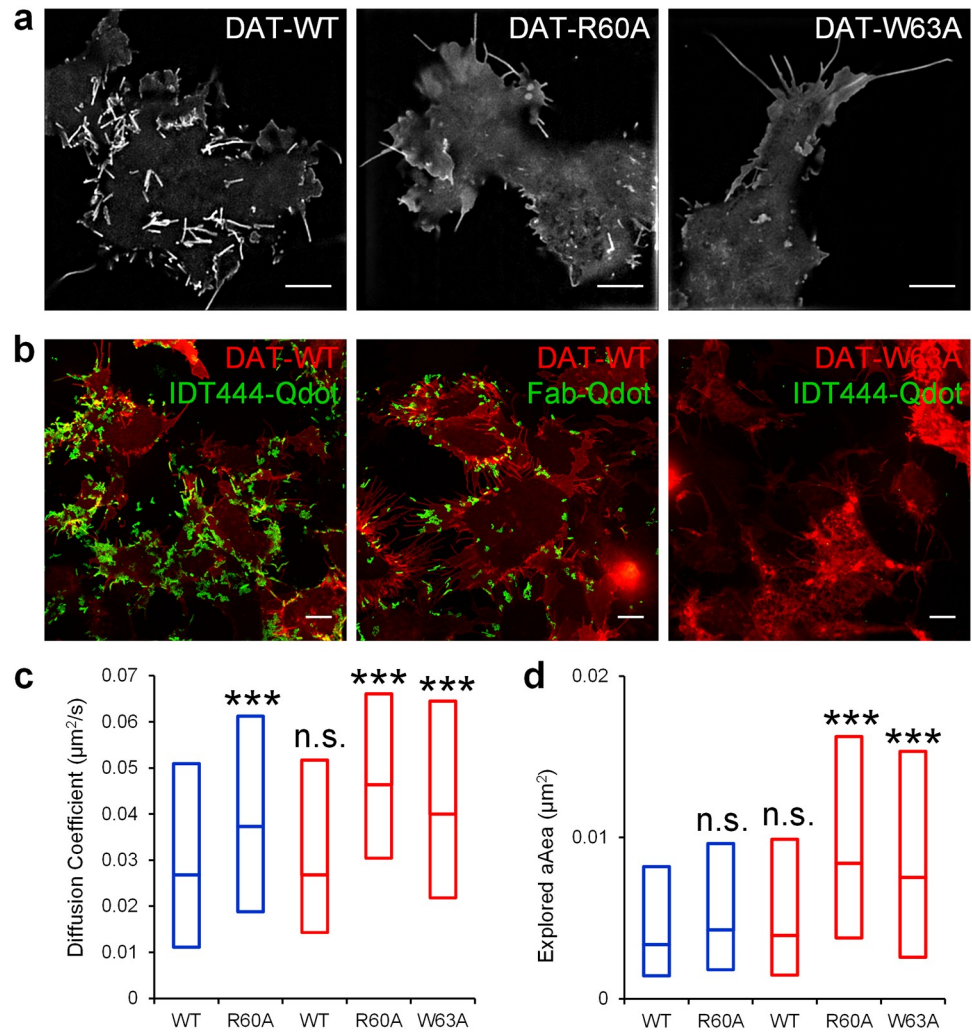 a
DAT-WT
DAT-R60A
DAT-W63A
b
DAT-WT
IDT444-Qdot
DAT-WT
Fab-Qdot
DAT-W63A
IDT444-Qdot
c
Diffusion Coefficient (µm²/s)
0.07
0.06
0.05
0.04
0.03
0.02
0.01
0
***
n.s.
***
***
WT
R60A
WT
R60A
W63A
d
Explored aAea (µm²)
0.02
0.01
0
n.s.
n.s.
***
***
WT
R60A
WT
R60A
W63A